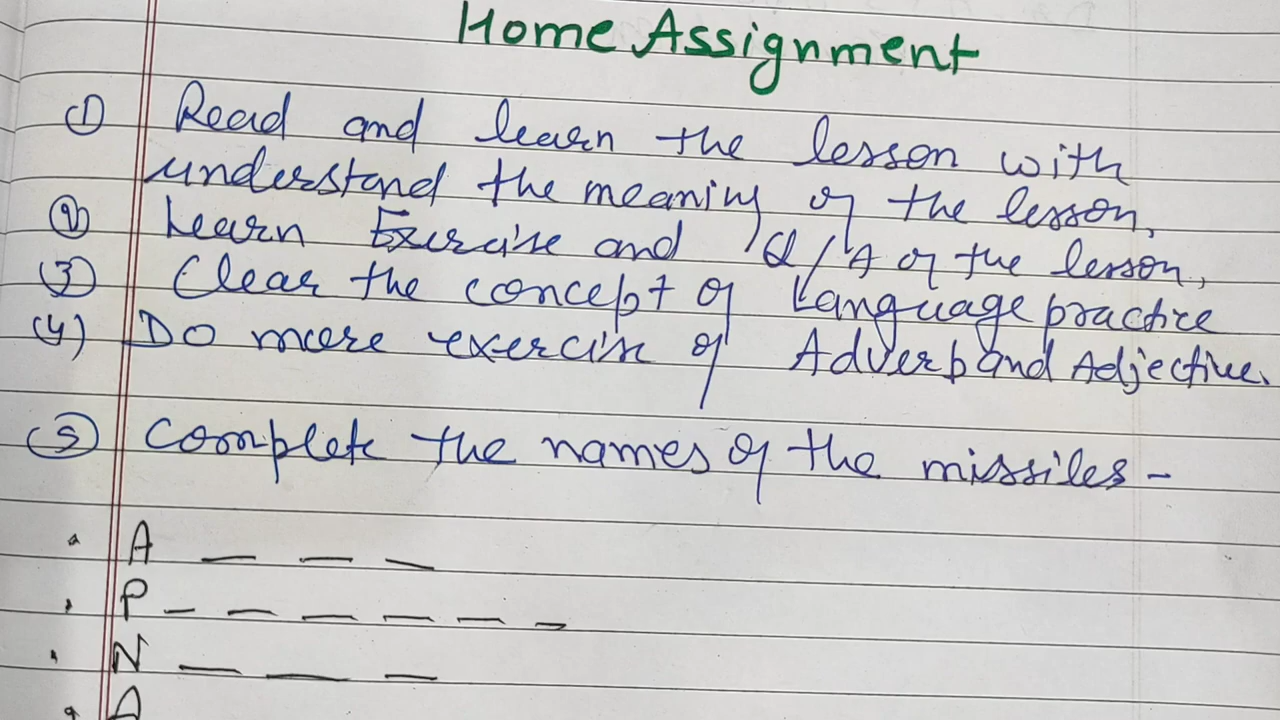 Home Assignment
(1) Read and learn the lesson with
understand the meaning of the lesson,
(2) Learn Exercise and Q/A of the lesson,
(3) Clear the concept of Language practice
(4) Do more exercise of Adverb and Adjective.
(5) Complete the names of the missiles -
• A _ _ _
• P _ _ _ _ _ _
• N _ _ _